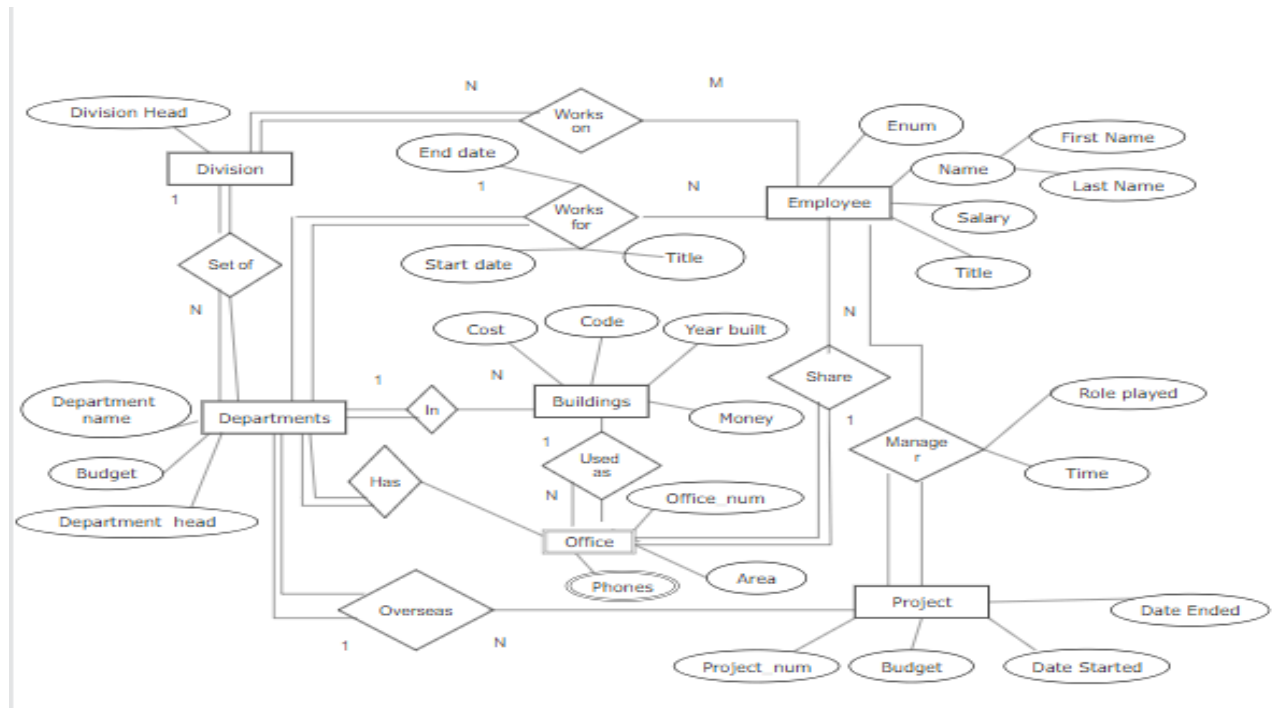 N
M
Division Head
Works
on
Enum
First Name
End date
Division
Name
Last Name
1
1
N
Employee
Works
for
Salary
Set of
Start date
Title
Title
N
N
Cost
Code
Year built
Share
1
N
Department
name
Departments
In
Buildings
Money
Role played
1
1
Manage
r
Used
as
Budget
Has
N
Office_num
Time
Department head
Office
Phones
Area
Overseas
Project
Date Ended
1
N
Project_num
Budget
Date Started